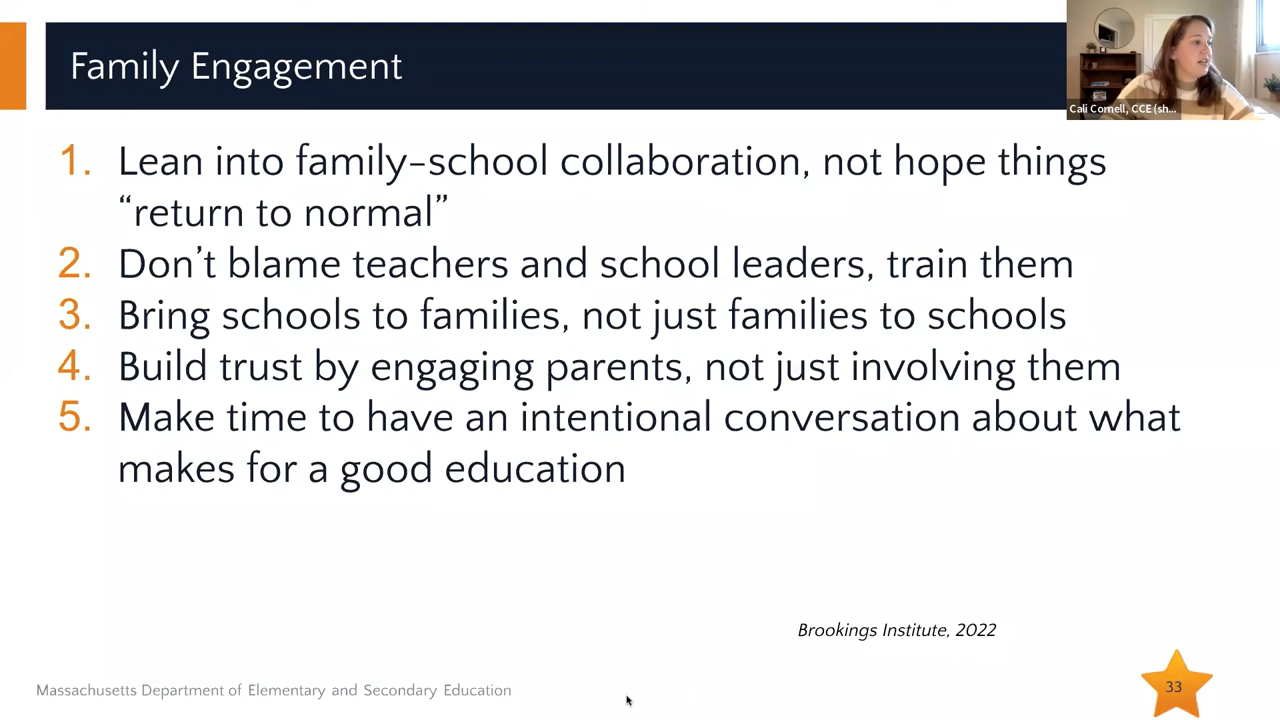 Family Engagement
Cali Cornell, CCE (sh...
1. Lean into family-school collaboration, not hope things
“return to normal”
2. Don’t blame teachers and school leaders, train them
3. Bring schools to families, not just families to schools
4. Build trust by engaging parents, not just involving them
5. Make time to have an intentional conversation about what
makes for a good education
Brookings Institute, 2022
Massachusetts Department of Elementary and Secondary Education
33